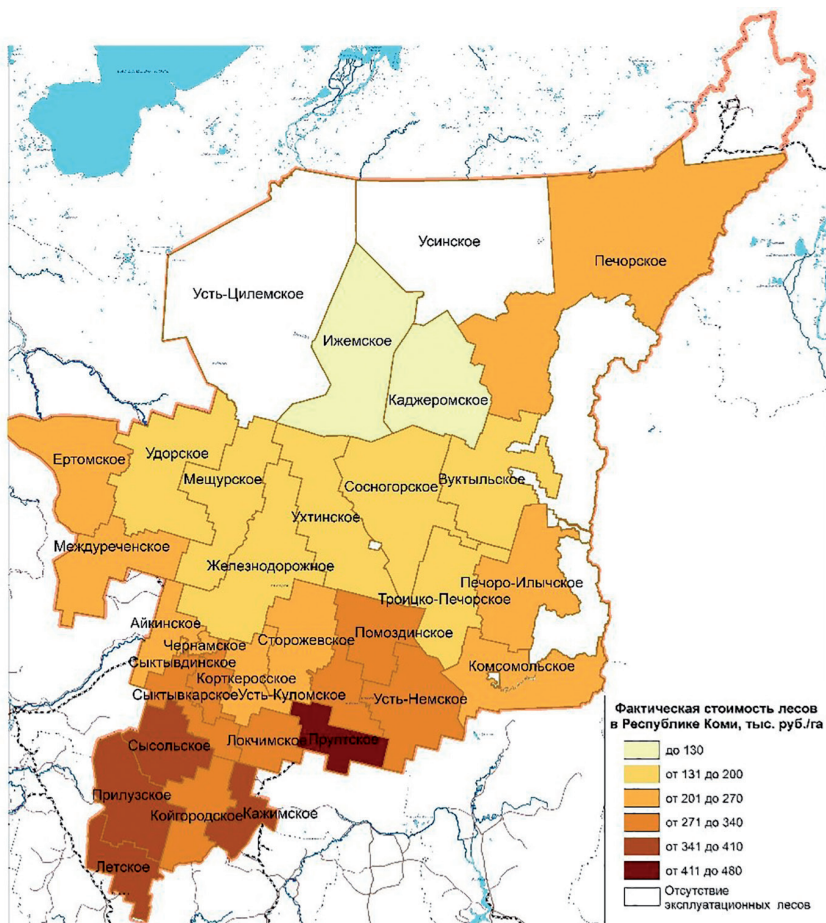 Усинское
Печорское
Усть-Цилемское
Ижемское
Каджеромское
Ертомское
Удорское
Мещурское
Сосногорское
Вуктыльское
Ухтинское
Междуреченское
Железнодорожное
Печоро-Илычское
Троицко-Печорское
Айкинское
Чернамское
Сторожевское
Помоздинское
Сыктывдинское
Корткеросское
Комсомольское
Сыктывкарское
Усть-Куломское
Усть-Немское
Сысольское
Локчимское
Пруптское
Прилузское
Койгородское
Кажимское
Летское
Фактическая стоимость лесов
в Республике Коми, тыс. руб./га
до 130
от 131 до 200
от 201 до 270
от 271 до 340
от 341 до 410
от 411 до 480
Отсутствие
эксплуатационных лесов